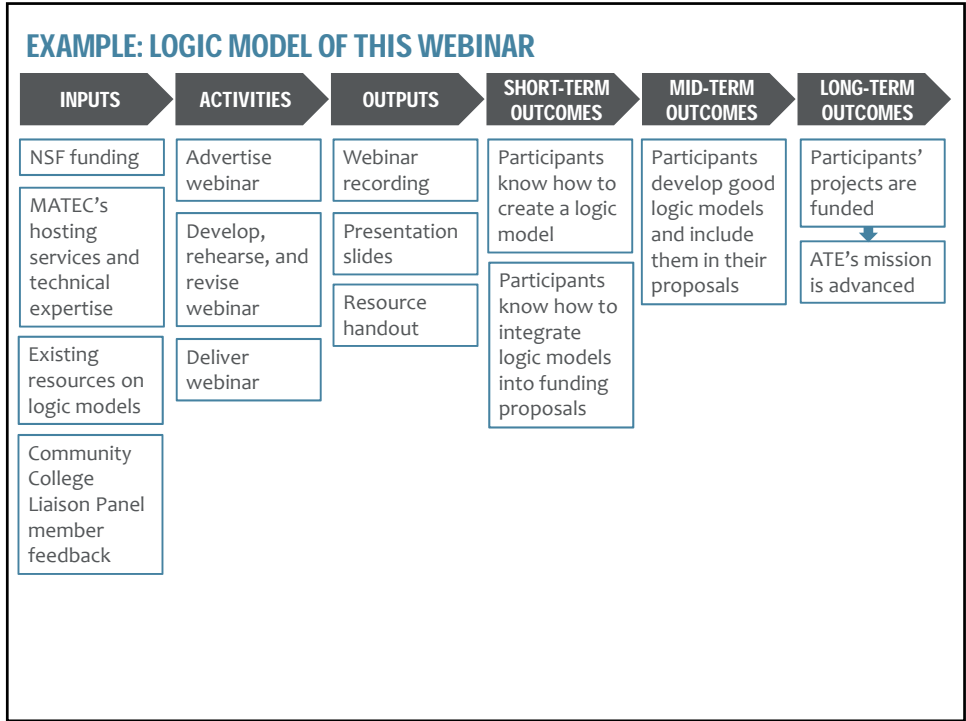 EXAMPLE: LOGIC MODEL OF THIS WEBINAR
INPUTS
ACTIVITIES
OUTPUTS
SHORT-TERM
OUTCOMES
MID-TERM
OUTCOMES
LONG-TERM
OUTCOMES
NSF funding
MATEC's
hosting
services and
technical
expertise
Existing
resources on
logic models
Community
College
Liaison Panel
member
feedback
Advertise
webinar
Develop,
rehearse, and
revise
webinar
Deliver
webinar
Webinar
recording
Presentation
slides
Resource
handout
Participants
know how to
create a logic
model
Participants
know how to
integrate
logic models
into funding
proposals
Participants
develop good
logic models
and include
them in their
proposals
Participants'
projects are
funded
ATE's mission
is advanced